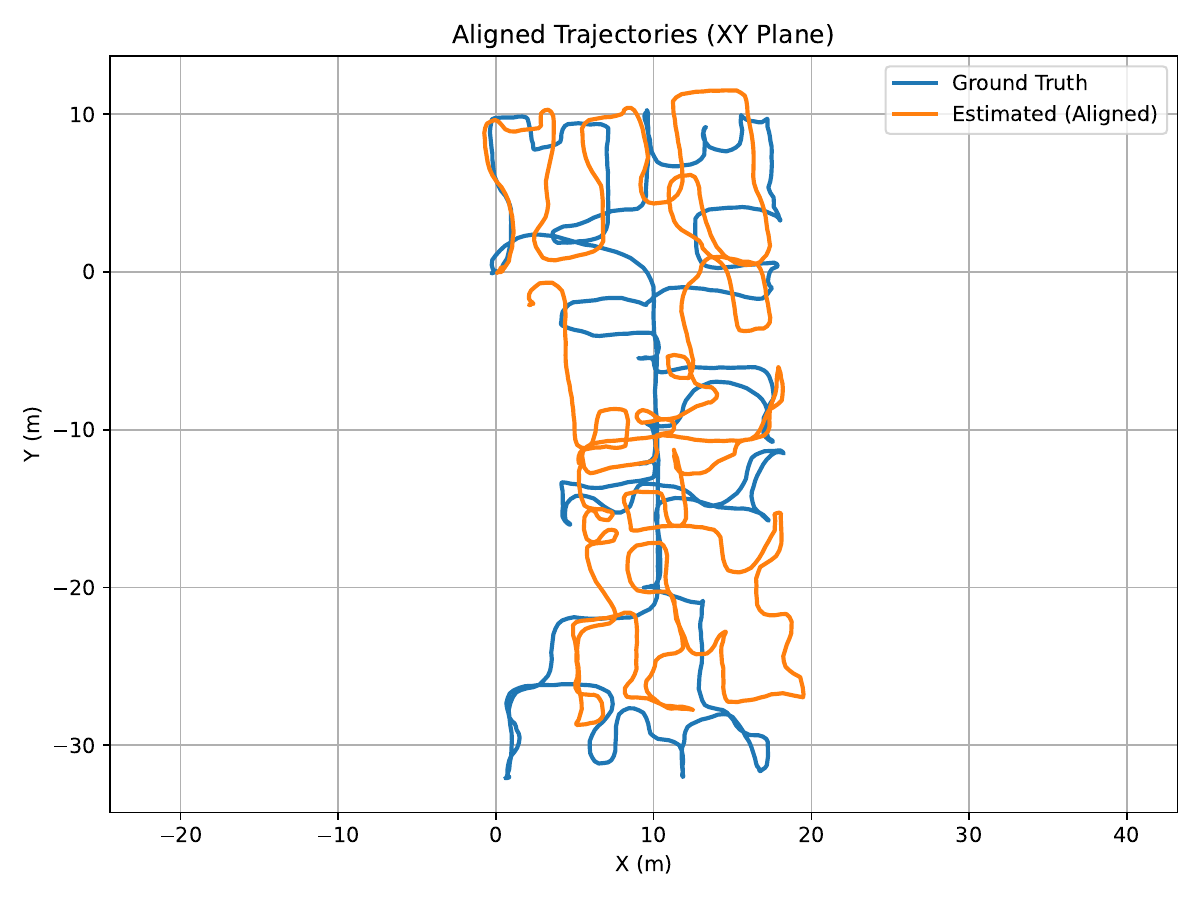 Aligned Trajectories (XY Plane)
Ground Truth
Estimated (Aligned)
10
0
−10
−20
−30
Y (m)
−20
−10
0
10
20
30
40
X (m)